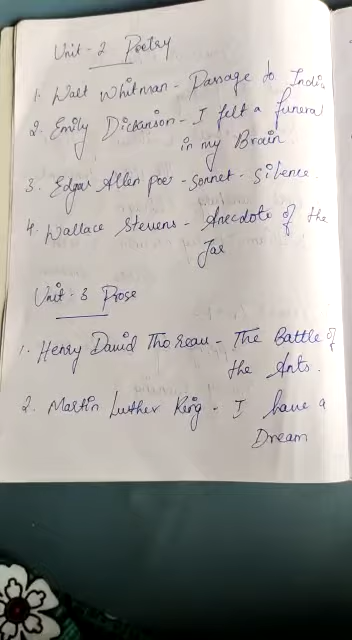 Unit - 2 Poetry
1. Walt Whitman - Passage to India
2. Emily Dickinson - I felt a funeral
in my Brain.
3. Edgar Allen poe - Sonnet - Silence.
4. Wallace Stevens - Anecdote of the
Jar
Unit - 3 Prose
1. Henry David Thoreau - The Battle of
the Ants.
2. Martin Luther King - I have a
Dream